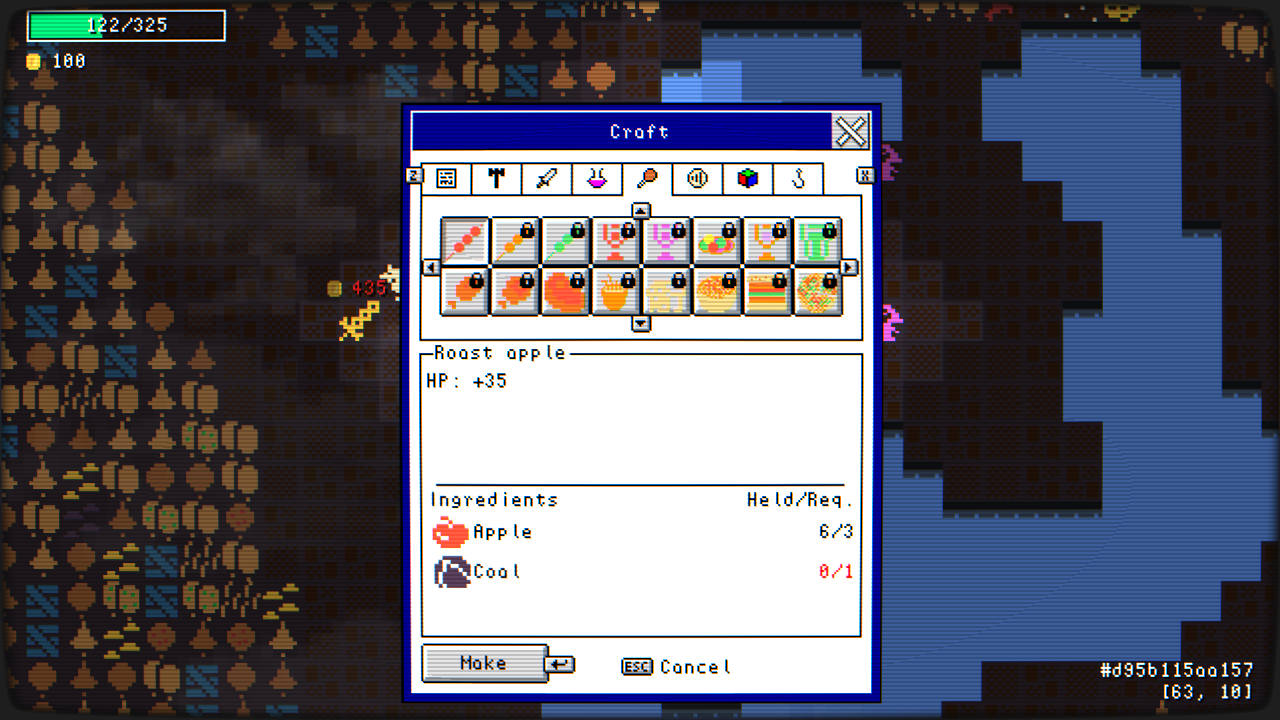 122/325
100
Craft
Z
X
435
Roast apple
HP: +35
Ingredients Held/Req.
Apple 6/3
Coal 0/1
Make
ESC Cancel
#d95b115aa157
[63, 10]